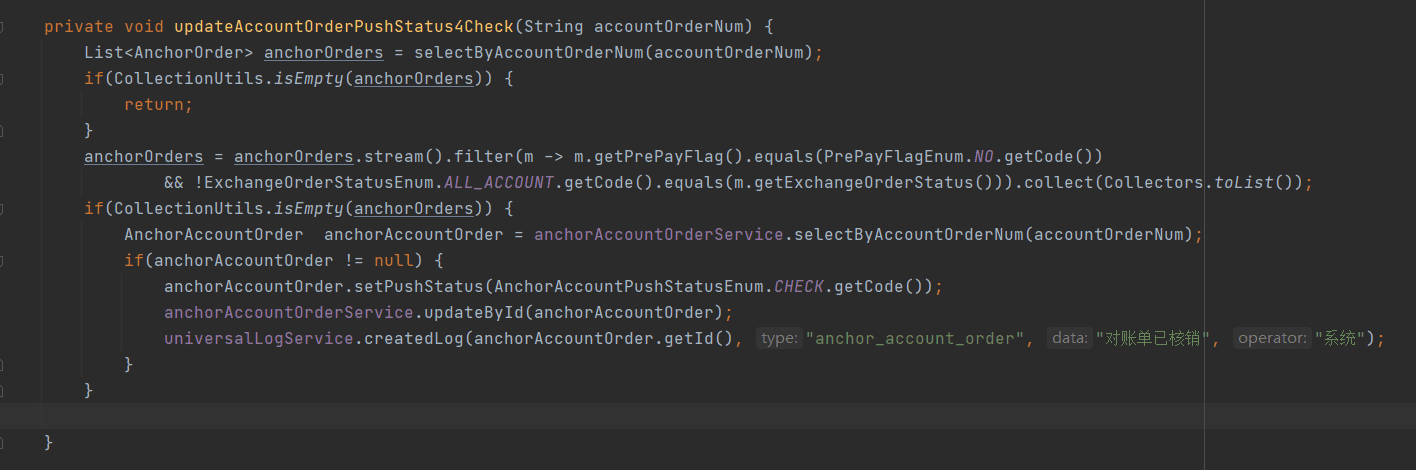 private void updateAccountOrderPushStatus4Check(String accountOrderNum) {
List<AnchorOrder> anchorOrders = selectByAccountOrderNum(accountOrderNum);
if(CollectionUtils.isEmpty(anchorOrders)) {
return;
}
anchorOrders = anchorOrders.stream().filter(m -> m.getPrePayFlag().equals(PrePayFlagEnum.NO.getCode())
&& !ExchangeOrderStatusEnum.ALL_ACCOUNT.getCode().equals(m.getExchangeOrderStatus())).collect(Collectors.toList());
if(CollectionUtils.isEmpty(anchorOrders)) {
AnchorAccountOrder  anchorAccountOrder = anchorAccountOrderService.selectByAccountOrderNum(accountOrderNum);
if(anchorAccountOrder != null) {
anchorAccountOrder.setPushStatus(AnchorAccountPushStatusEnum.CHECK.getCode());
anchorAccountOrderService.updateById(anchorAccountOrder);
universalLogService.createdLog(anchorAccountOrder.getId(), type: "anchor_account_order", data: "对账单已核销", operator: "系统");
}
}
}